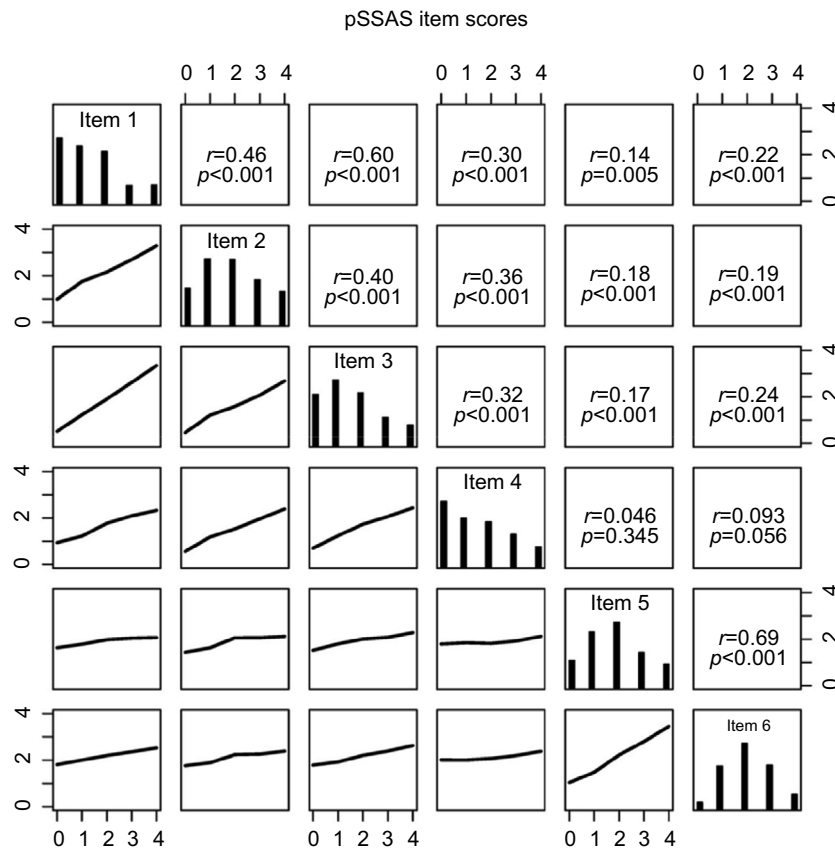 pSSAS item scores
0 1 2 3 4 0 1 2 3 4 0 1 2 3 4
Item 1
r=0.46
p<0.001
r=0.60
p<0.001
r=0.30
p<0.001
r=0.14
p=0.005
r=0.22
p<0.001
0 2 4
0 2 4
Item 2
r=0.40
p<0.001
r=0.36
p<0.001
r=0.18
p<0.001
r=0.19
p<0.001
Item 3
r=0.32
p<0.001
r=0.17
p<0.001
r=0.24
p<0.001
0 2 4
0 2 4
Item 4
r=0.046
p=0.345
r=0.093
p=0.056
Item 5
r=0.69
p<0.001
0 2 4
0 2 4
Item 6
0 1 2 3 4 0 1 2 3 4 0 1 2 3 4